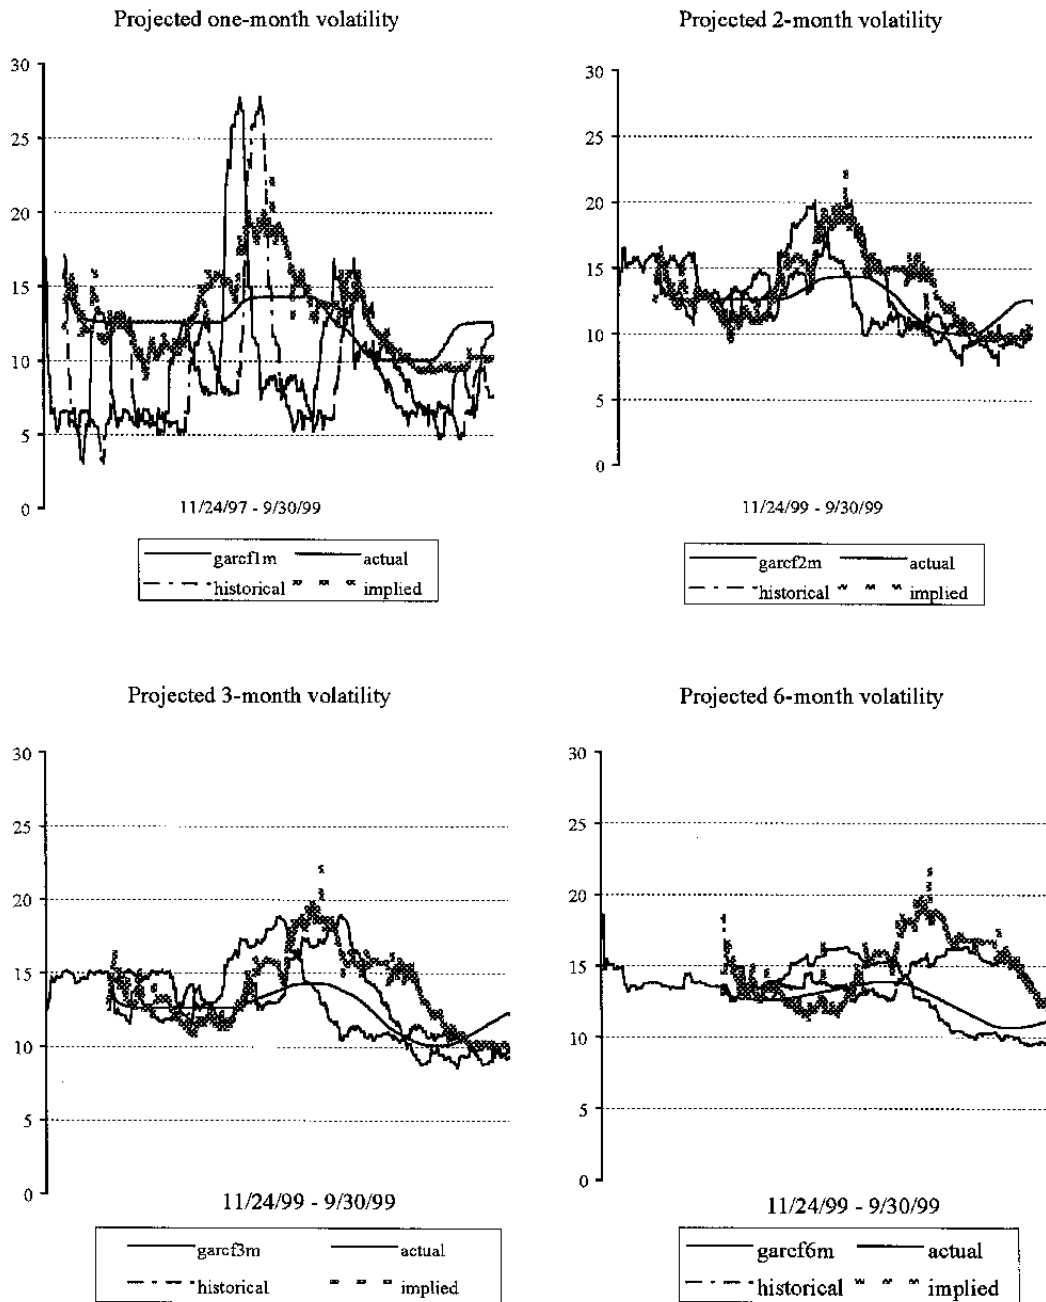 Projected one-month volatility
30
25
20
15
10
5
0
11/24/97 - 9/30/99
garcf1m actual
historical implied
Projected 2-month volatility
30
25
20
15
10
5
0
11/24/99 - 9/30/99
garcf2m actual
historical implied
Projected 3-month volatility
30
25
20
15
10
5
0
11/24/99 - 9/30/99
garcf3m actual
historical implied
Projected 6-month volatility
30
25
20
15
10
5
0
11/24/99 - 9/30/99
garcf6m actual
historical implied